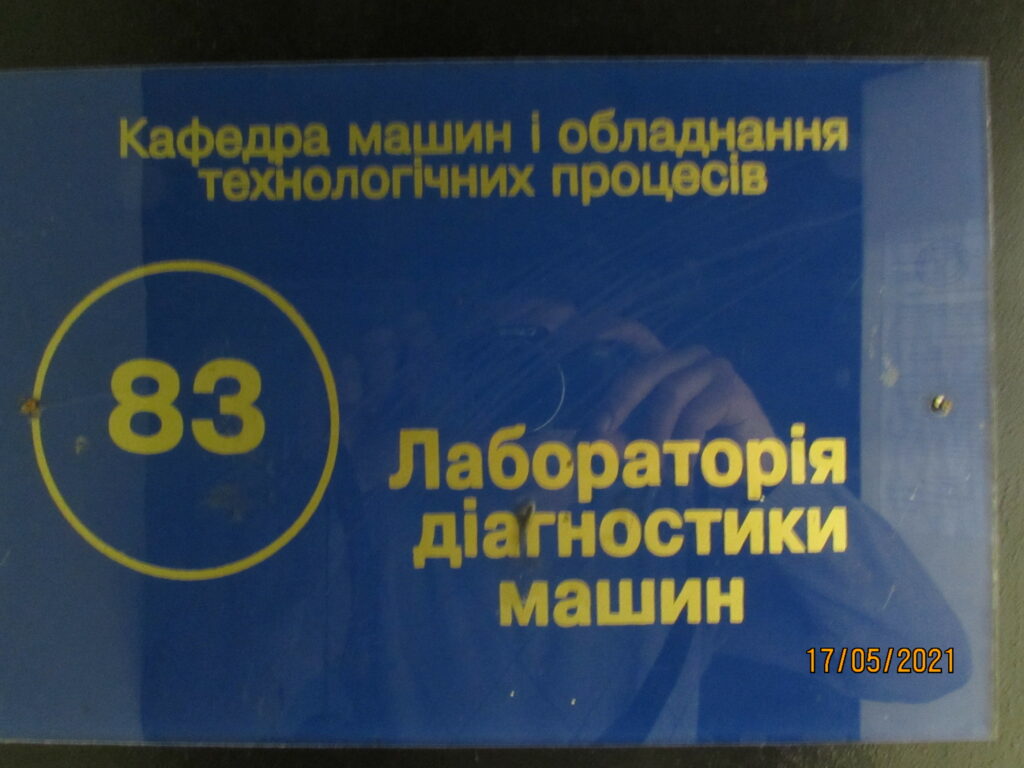 Кафедра машин і обладнання
технологічних процесів
83
Лабораторія
діагностики
машин
17/05/2021